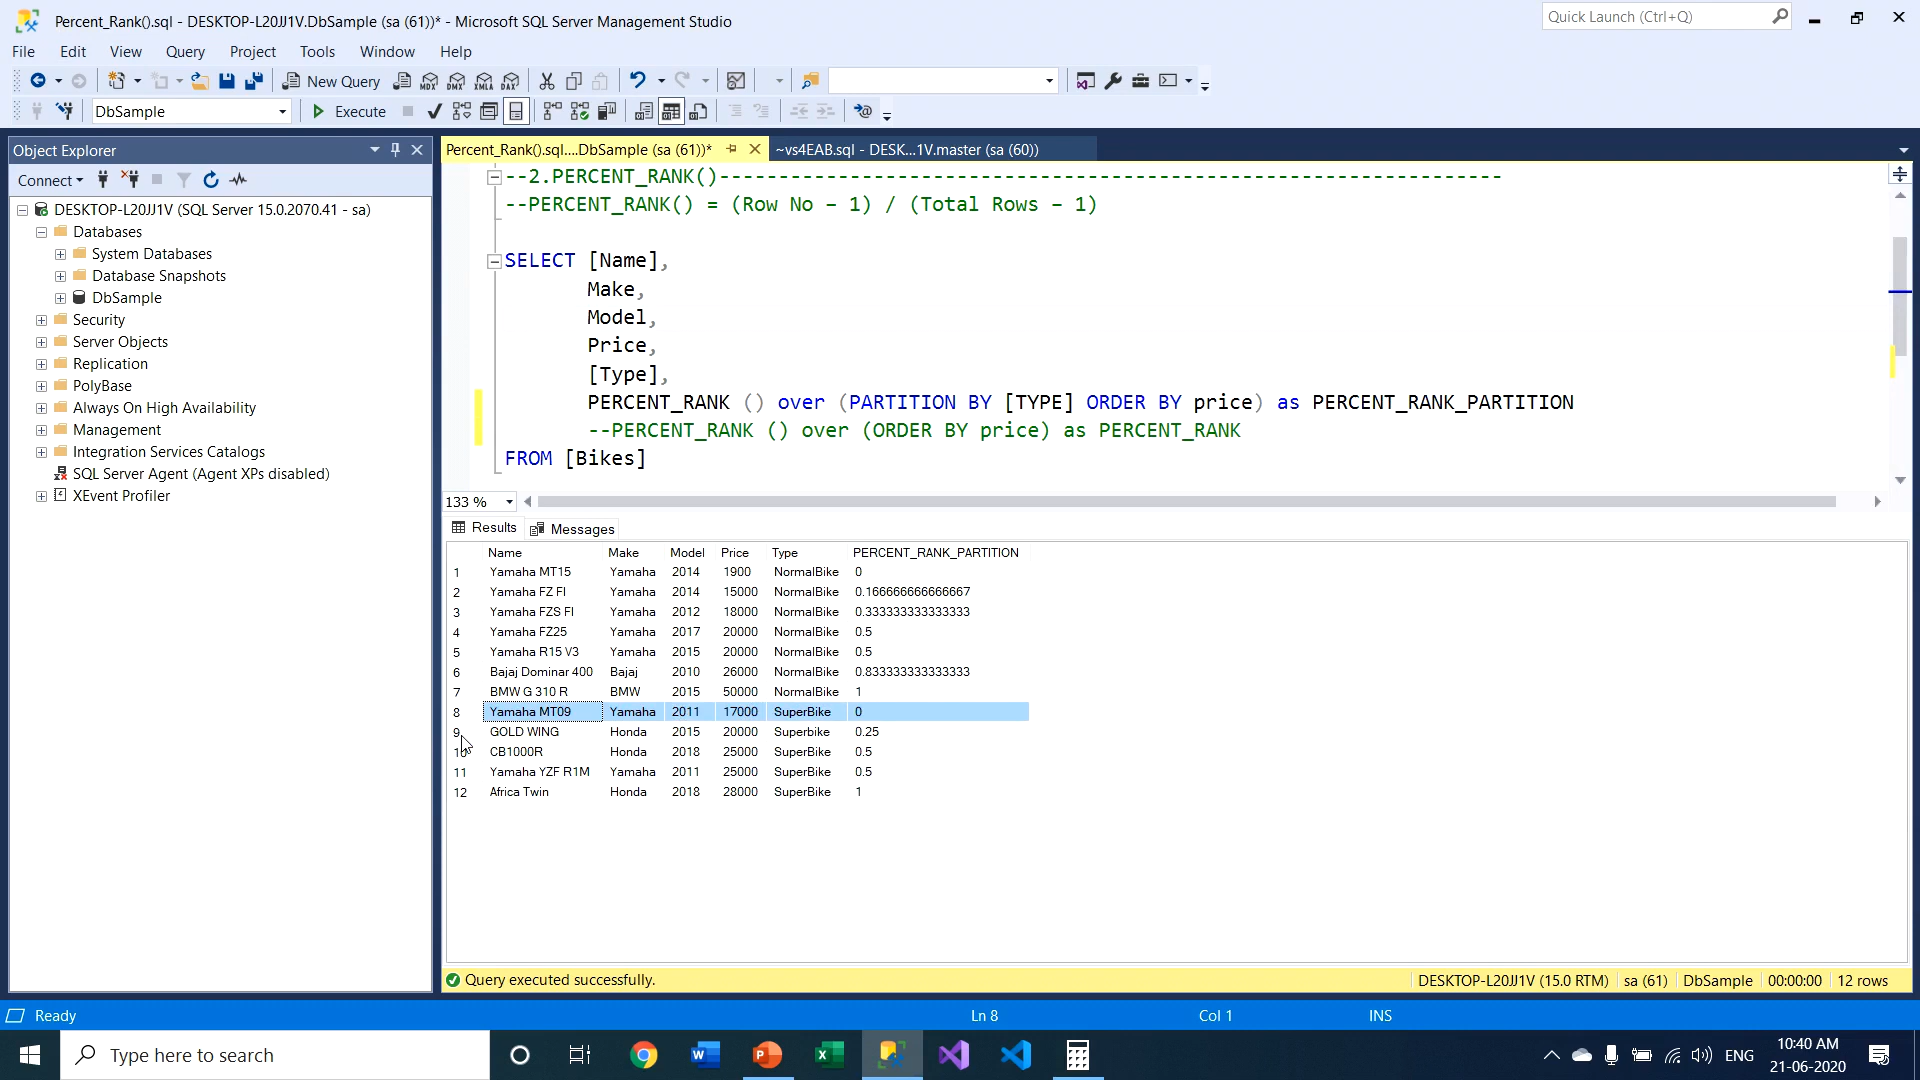 Percent_Rank().sql - DESKTOP-L20JJ1V.DbSample (sa (61))* - Microsoft SQL Server Management Studio
Quick Launch (Ctrl+Q)
File Edit View Query Project Tools Window Help
New Query MDX DMX XMLA DAX
DbSample Execute
Object Explorer
Percent_Rank().sql....DbSample (sa (61))* ~vs4EAB.sql - DESK...1V.master (sa (60))
Connect
DESKTOP-L20JJ1V (SQL Server 15.0.2070.41 - sa)
Databases
System Databases
Database Snapshots
DbSample
Security
Server Objects
Replication
PolyBase
Always On High Availability
Management
Integration Services Catalogs
SQL Server Agent (Agent XPs disabled)
XEvent Profiler
--2.PERCENT_RANK()------------------------------------------------------------------
--PERCENT_RANK() = (Row No – 1) / (Total Rows – 1)
SELECT [Name],
Make,
Model,
Price,
[Type],
PERCENT_RANK () over (PARTITION BY [TYPE] ORDER BY price) as PERCENT_RANK_PARTITION
--PERCENT_RANK () over (ORDER BY price) as PERCENT_RANK
FROM [Bikes]
133 %
Results Messages
Name Make Model Price Type PERCENT_RANK_PARTITION
1 Yamaha MT15 Yamaha 2014 1900 NormalBike 0
2 Yamaha FZ FI Yamaha 2014 15000 NormalBike 0.166666666666667
3 Yamaha FZS FI Yamaha 2012 18000 NormalBike 0.333333333333333
4 Yamaha FZ25 Yamaha 2017 20000 NormalBike 0.5
5 Yamaha R15 V3 Yamaha 2015 20000 NormalBike 0.5
6 Bajaj Dominar 400 Bajaj 2010 26000 NormalBike 0.833333333333333
7 BMW G 310 R BMW 2015 50000 NormalBike 1
8 Yamaha MT09 Yamaha 2011 17000 SuperBike 0
9 GOLD WING Honda 2015 20000 Superbike 0.25
10 CB1000R Honda 2018 25000 Superbike 0.5
11 Yamaha YZF R1M Yamaha 2011 25000 SuperBike 0.5
12 Africa Twin Honda 2018 28000 SuperBike 1
Query executed successfully. DESKTOP-L20JJ1V (15.0 RTM) sa (61) DbSample 00:00:00 12 rows
Ready Ln 8 Col 1 INS
Type here to search
ENG
10:40 AM
21-06-2020